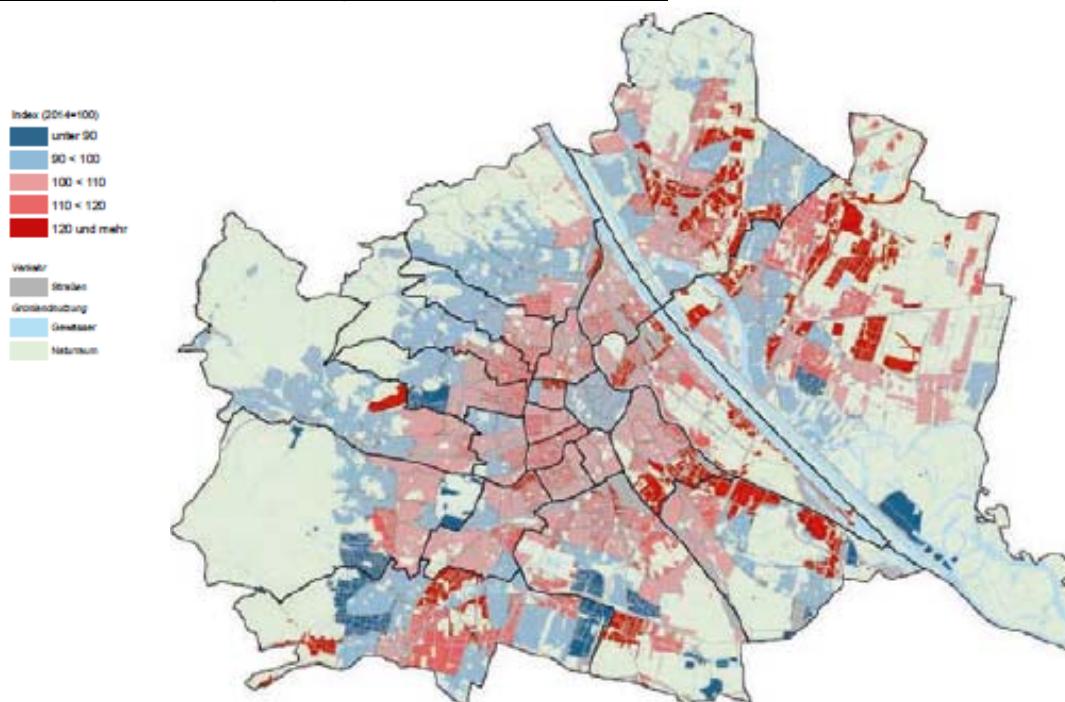 Index (2014=100)
unter 90
90 < 100
100 < 110
110 < 120
120 und mehr
Verkehr
Straßen
Großlandnutzung
Gewässer
Naturraum